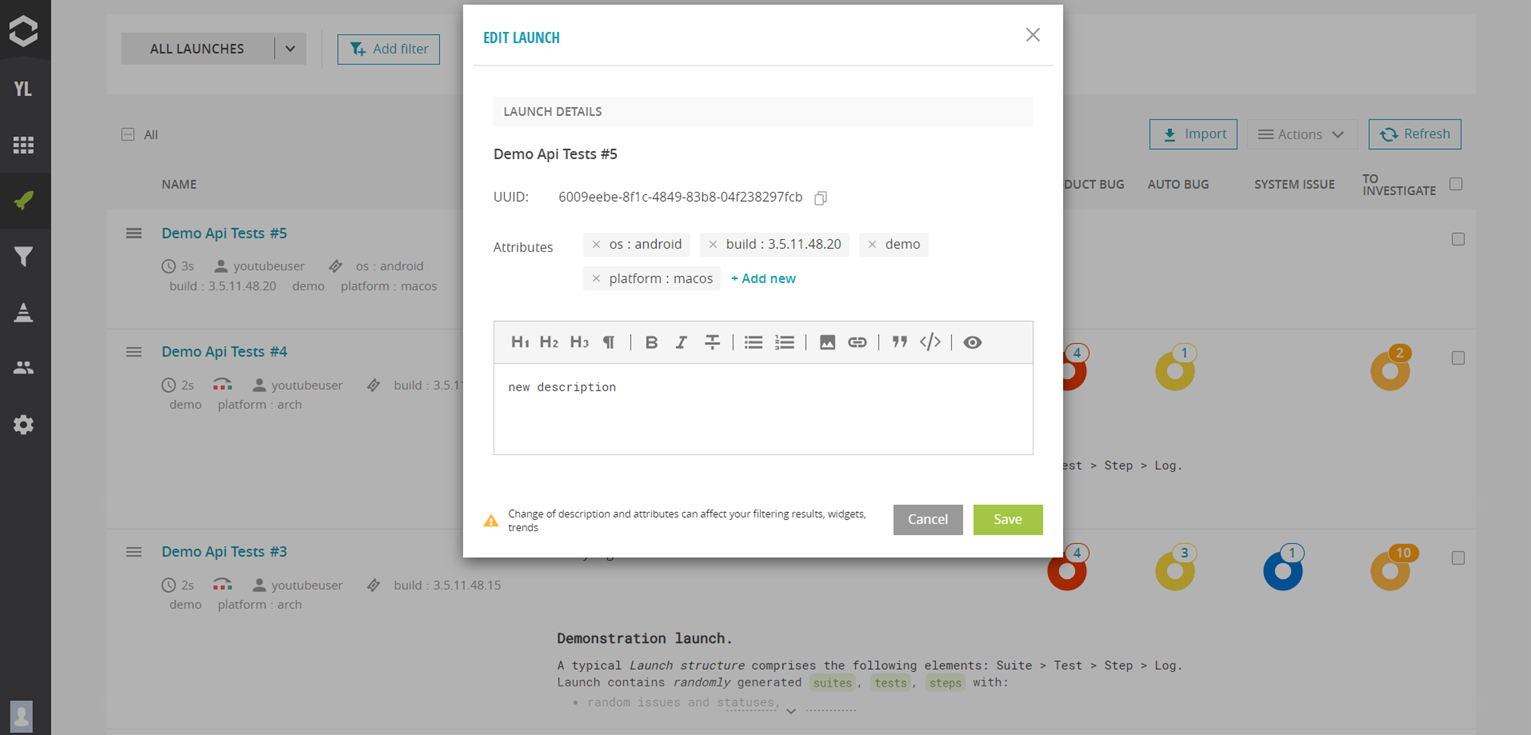 YL
ALL LAUNCHES
Add filter
All
Import
Actions
Refresh
NAME
DUCT BUG
AUTO BUG
SYSTEM ISSUE
TO
INVESTIGATE
Demo Api Tests #5
3s youtubeuser os : android
build : 3.5.11.48.20 demo platform : macos
Demo Api Tests #4
2s youtubeuser build : 3.5.1
demo platform : arch
4
1
2
est > Step > Log.
Demo Api Tests #3
2s youtubeuser build : 3.5.11.48.15
demo platform : arch
4
3
1
10
Demonstration launch.
A typical Launch structure comprises the following elements: Suite > Test > Step > Log.
Launch contains randomly generated suites, tests, steps with:
• random issues and statuses,
EDIT LAUNCH
LAUNCH DETAILS
Demo Api Tests #5
UUID: 6009eebe-8f1c-4849-83b8-04f238297fcb
Attributes × os : android × build : 3.5.11.48.20 × demo
× platform : macos + Add new
H1 H2 H3 ¶ B I T
new description
Change of description and attributes can affect your filtering results, widgets,
trends
Cancel
Save